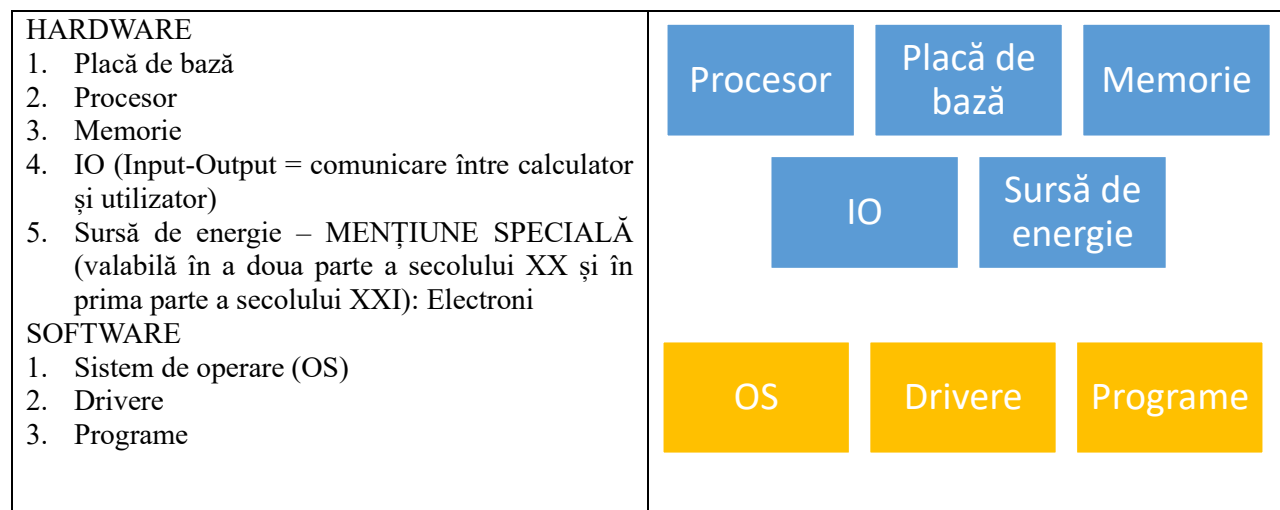 HARDWARE
1. Placă de bază
2. Procesor
3. Memorie
4. IO (Input-Output = comunicare între calculator
și utilizator)
5. Sursă de energie – MENȚIUNE SPECIALĂ
(valabilă în a doua parte a secolului XX și în
prima parte a secolului XXI): Electroni
SOFTWARE
1. Sistem de operare (OS)
2. Drivere
3. Programe
Procesor
Placă de
bază
Memorie
IO
Sursă de
energie
OS
Drivere
Programe